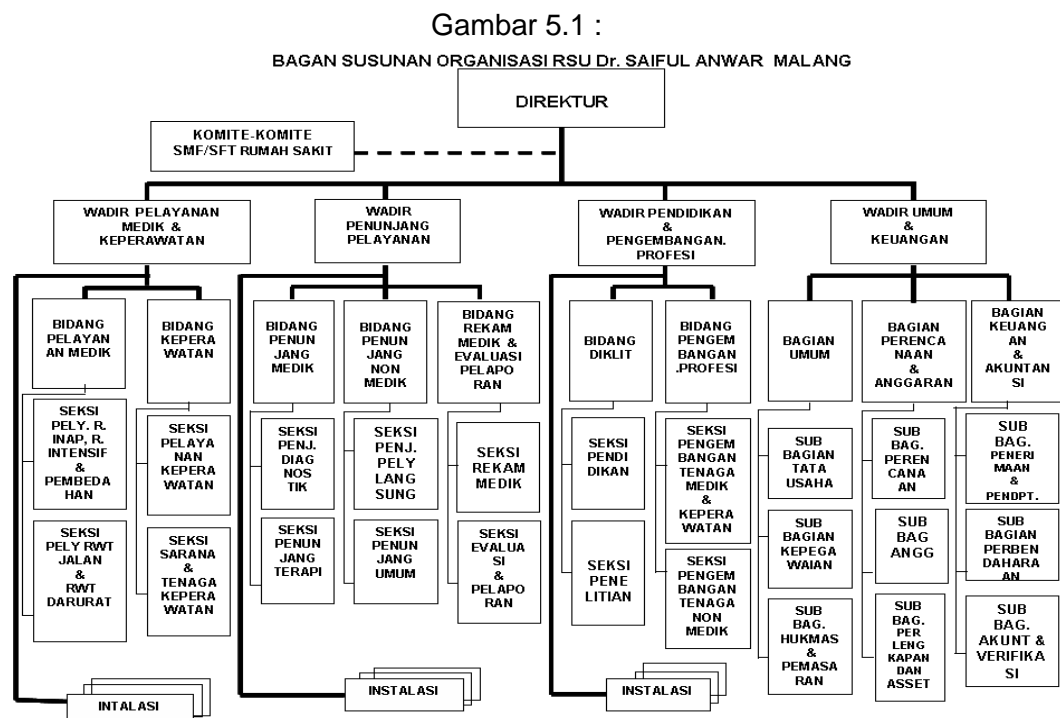 Gambar 5.1 :
BAGAN SUSUNAN ORGANISASI RSU Dr. SAIFUL ANWAR MALANG
DIREKTUR
KOMITE-KOMITE
SMF/SFT RUMAH SAKIT
WADIR PELAYANAN
MEDIK &
KEPERAWATAN
WADIR
PENUNJANG
PELAYANAN
WADIR PENDIDIKAN
&
PENGEMBANGAN.
PROFESI
WADIR UMUM
&
KEUANGAN
BIDANG
PELAYAN
AN MEDIK
BIDANG
KEPERA
WATAN
BIDANG
PENUN
JANG
MEDIK
BIDANG
PENUN
JANG
NON
MEDIK
BIDANG
REKAM
MEDIK &
EVALUASI
PELAPO
RAN
BIDANG
DIKLIT
BIDANG
PENGEM
BANGAN
.PROFESI
BAGIAN
UMUM
BAGIAN
PERENCA
NAAN
&
ANGGARAN
BAGIAN
KEUANG
AN
&
AKUNTAN
SI
SEKSI
PELY. R.
INAP, R.
INTENSIF
&
PEMBEDA
HAN
SEKSI
PELAYA
NAN
KEPERA
WATAN
SEKSI
PENJ.
DIAG
NOS
TIK
SEKSI
PENJ.
PELY
LANG
SUNG
SEKSI
REKAM
MEDIK
SEKSI
PENDI
DIKAN
SEKSI
PENGEM
BANGAN
TENAGA
MEDIK
&
KEPERA
WATAN
SUB
BAGIAN
TATA
USAHA
SUB
BAG.
PEREN
CANA
AN
SUB
BAG.
PENERI
MAAN
&
PENDPT.
SEKSI
PELY RWT
JALAN
&
RWT
DARURAT
SEKSI
SARANA
&
TENAGA
KEPERA
WATAN
SEKSI
PENUN
JANG
TERAPI
SEKSI
PENUN
JANG
UMUM
SEKSI
EVALUA
SI
&
PELAPO
RAN
SEKSI
PENE
LITIAN
SEKSI
PENGEM
BANGAN
TENAGA
NON
MEDIK
SUB
BAGIAN
KEPEGA
WAIAN
SUB
BAG
ANGG
SUB
BAGIAN
PERBEN
DAHARA
AN
SUB
BAG.
HUKMAS
&
PEMASA
RAN
SUB
BAG.
PER
LENG
KAPAN
DAN
ASSET
SUB
BAG.
AKUNT &
VERIFIKA
SI
INTALASI
INSTALASI
INSTALASI